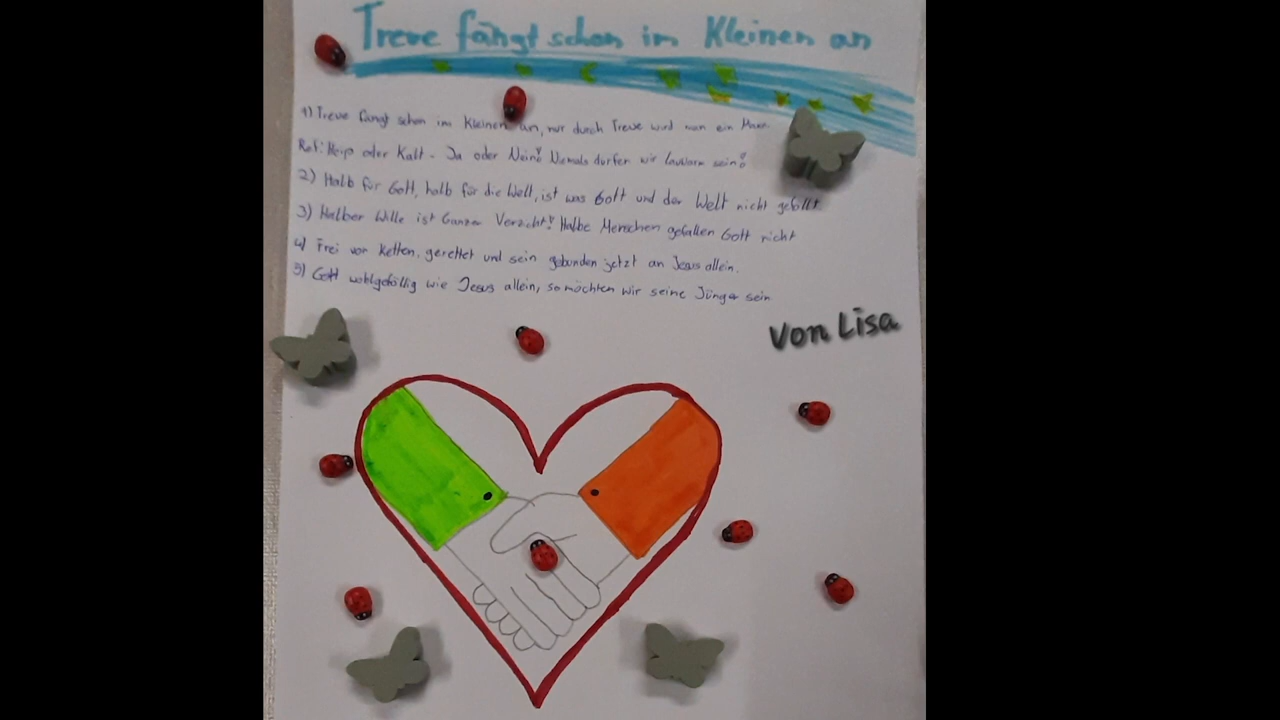 Treue fängt schon im Kleinen an
1) Treue fängt schon im Kleinen an, nur durch Treue wird man ein
Ref: Heiß oder Kalt - Ja oder Nein! Niemals dürfen wir lauwarm sein!
2) Halb für Gott, halb für die Welt, ist was Gott und der Welt nicht gefällt.
3) Halber Wille ist Ganzer Verzicht! Halbe Menschen gefallen Gott nicht
4) Frei von Ketten, gerettet und sein gebunden jetzt an Jesus allein.
5) Gott wohlgefällig wie Jesus allein, so möchten wir seine Jünger sein
von Lisa